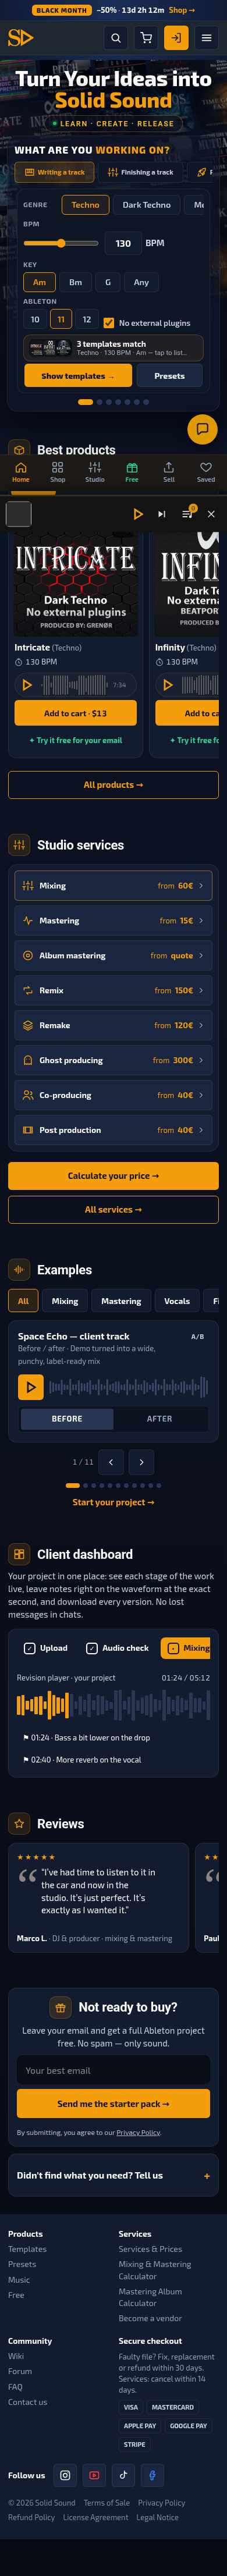 BLACK MONTH -50% · 13d 2h 12m Shop →
Turn Your Ideas into
Solid Sound
LEARN · CREATE · RELEASE
WHAT ARE YOU WORKING ON?
Writing a track Finishing a track
GENRE Techno Dark Techno
BPM
130 BPM
KEY
Am Bm G Any
ABLETON
10 11 12 No external plugins
3 templates match
Techno · 130 BPM · Am — tap to list...
Show templates → Presets
Best products
Home Shop Studio Free Sell Saved
0
INTRICATE
Dark Techno
No external plugins
PRODUCED BY: GRENØR
Dark Techno
Intricate (Techno)
130 BPM
7:34
Add to cart · $13
+ Try it free for your email
Infinity (Techno)
130 BPM
All products →
Studio services
Mixing from 60€
Mastering from 15€
Album mastering from quote
Remix from 150€
Remake from 120€
Ghost producing from 300€
Co-producing from 40€
Post production from 40€
Calculate your price →
All services →
Examples
All Mixing Mastering Vocals
Space Echo — client track A/B
Before / after · Demo turned into a wide,
punchy, label-ready mix
BEFORE AFTER
1 / 11
Start your project →
Client dashboard
Your project in one place: see each stage of the work
live, leave notes right on the waveform at the exact
second, and download every version. No lost
messages in chats.
Upload Audio check Mixing
Revision player · your project 01:24 / 05:12
01:24 · Bass a bit lower on the drop
02:40 · More reverb on the vocal
Reviews
★★★★★
“I’ve had time to listen to it in
the car and now in the
studio. It’s just perfect. It’s
exactly as I wanted it.”
Marco L. · DJ & producer · mixing & mastering
Not ready to buy?
Leave your email and get a full Ableton project
free. No spam — only sound.
Your best email
Send me the starter pack →
By submitting, you agree to our Privacy Policy.
Didn’t find what you need? Tell us +
Products
Templates
Presets
Music
Free
Services
Services & Prices
Mixing & Mastering
Calculator
Mastering Album
Calculator
Become a vendor
Community
Wiki
Forum
FAQ
Contact us
Secure checkout
Faulty file? Fix, replacement
or refund within 30 days.
Services: cancel within 14
days.
VISA MASTERCARD
APPLE PAY GOOGLE PAY
STRIPE
Follow us
© 2026 Solid Sound Terms of Sale Privacy Policy
Refund Policy License Agreement Legal Notice